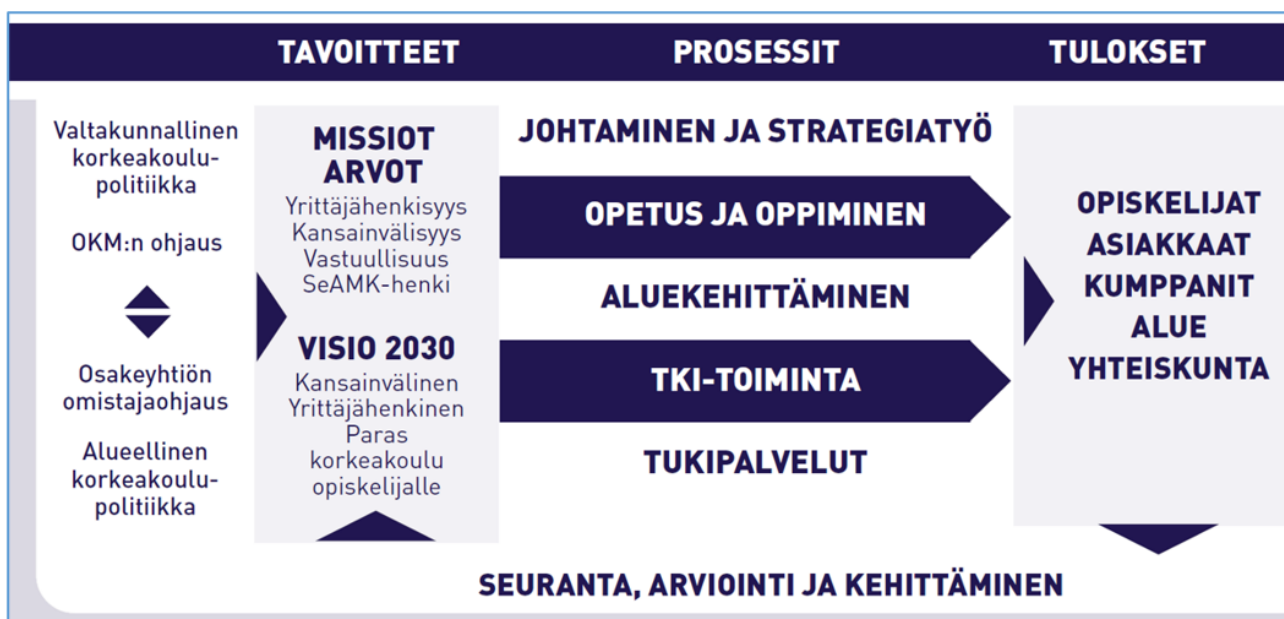 TAVOITTEET
PROSESSIT
TULOKSET
Valtakunnallinen
korkeakoulu-
politiikka
OKM:n ohjaus
Osakeyhtiön
omistajaohjaus
Alueellinen
korkeakoulu-
politiikka
MISSIOT
ARVOT
Yrittäjähenkisyys
Kansainvälisyys
Vastuullisuus
SeAMK-henki
VISIO 2030
Kansainvälinen
Yrittäjähenkinen
Paras
korkeakoulu
opiskelijalle
JOHTAMINEN JA STRATEGIATYÖ
OPETUS JA OPPIMINEN
ALUEKEHITTÄMINEN
TKI-TOIMINTA
TUKIPALVELUT
OPISKELIJAT
ASIAKKAAT
KUMPPANIT
ALUE
YHTEISKUNTA
SEURANTA, ARVIOINTI JA KEHITTÄMINEN